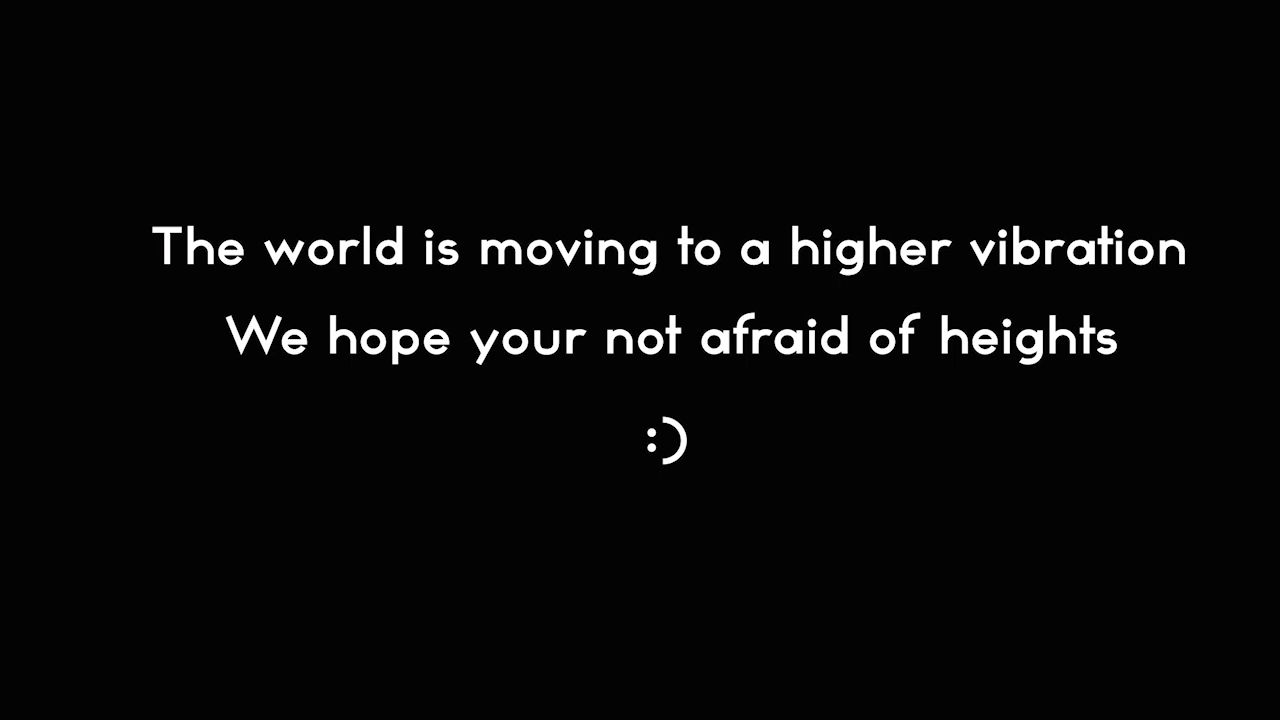 The world is moving to a higher vibration
We hope your not afraid of heights
:)